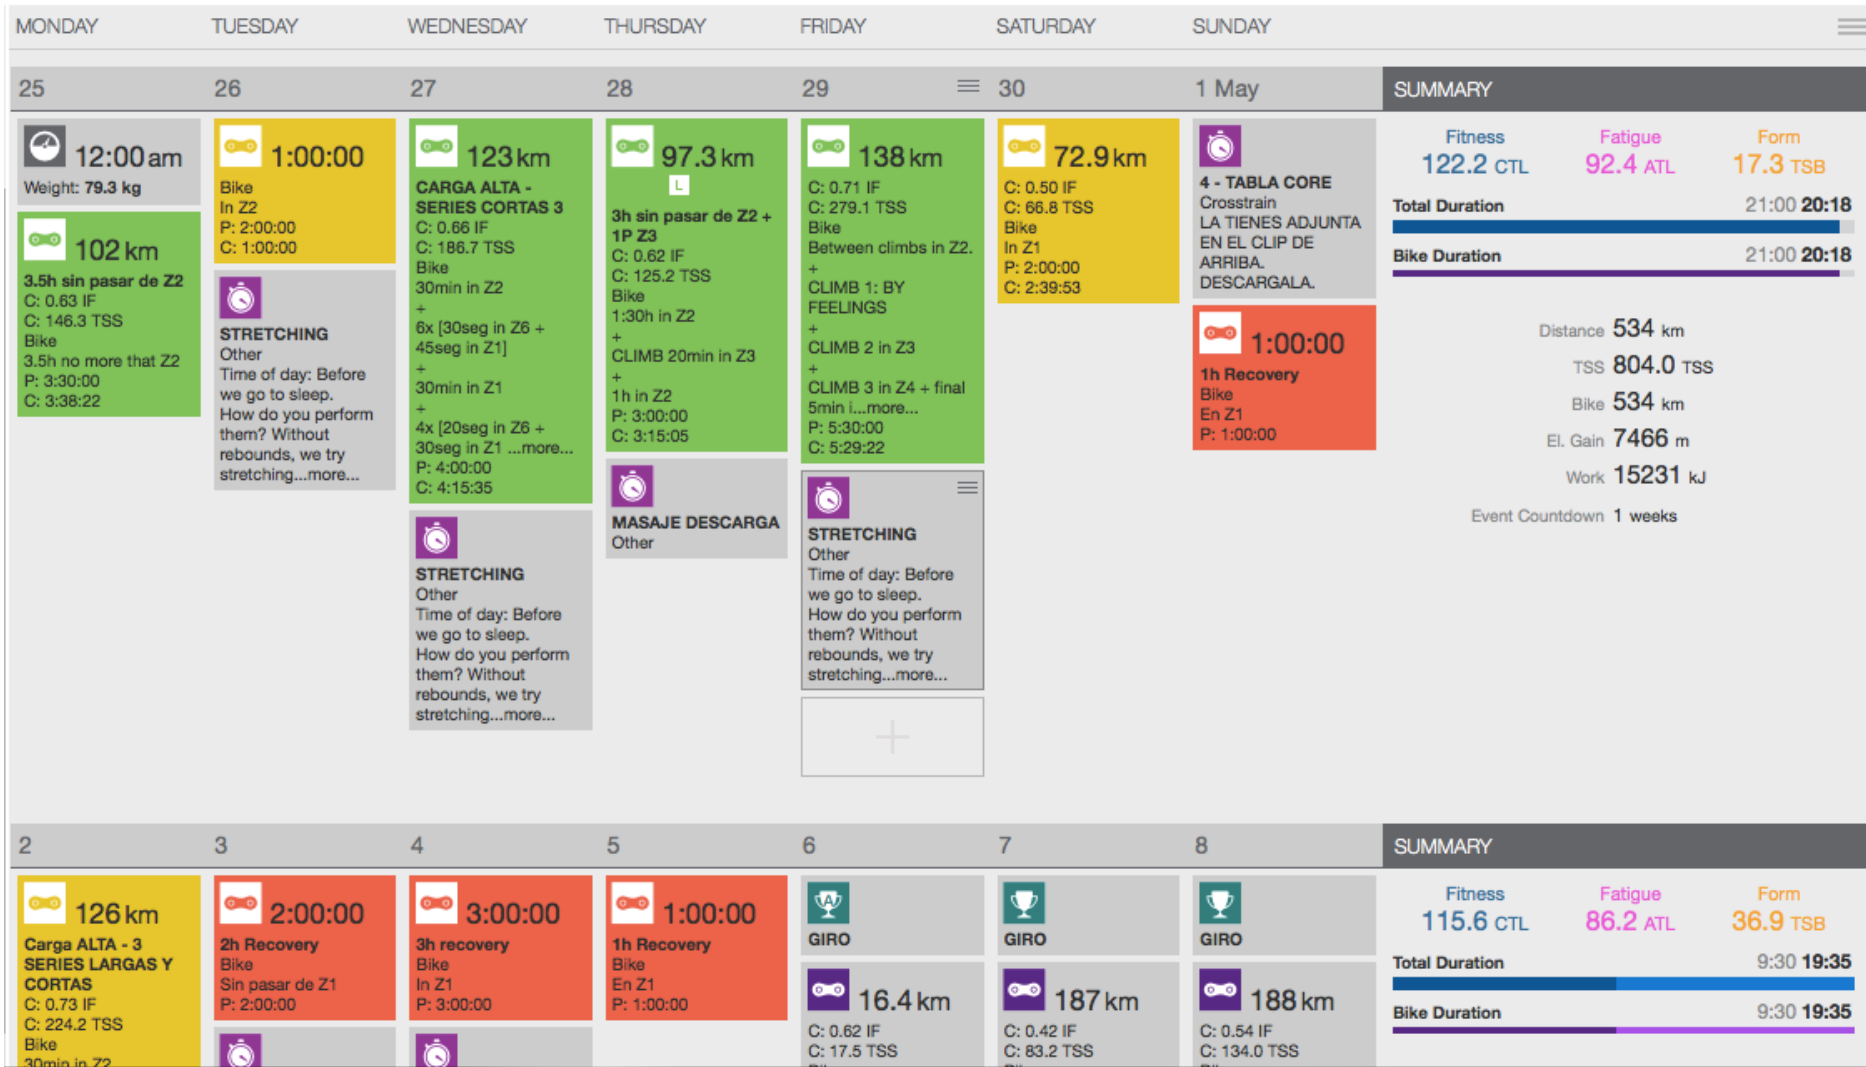 MONDAY
TUESDAY
WEDNESDAY
THURSDAY
FRIDAY
SATURDAY
SUNDAY
25
26
27
28
29
30
1 May
SUMMARY
12:00 am
Weight: 79.3 kg
102 km
3.5h sin pasar de Z2
C: 0.63 IF
C: 146.3 TSS
Bike
3.5h no more that Z2
P: 3:30:00
C: 3:38:22
1:00:00
Bike
In Z2
P: 2:00:00
C: 1:00:00
STRETCHING
Other
Time of day: Before
we go to sleep.
How do you perform
them? Without
rebounds, we try
stretching...more...
123 km
CARGA ALTA -
SERIES CORTAS 3
C: 0.66 IF
C: 186.7 TSS
Bike
30min in Z2
+
6x [30seg in Z6 +
45seg in Z1]
+
30min in Z1
+
4x [20seg in Z6 +
30seg in Z1 ...more...
P: 4:00:00
C: 4:15:35
STRETCHING
Other
Time of day: Before
we go to sleep.
How do you perform
them? Without
rebounds, we try
stretching...more...
97.3 km
L
3h sin pasar de Z2 +
1P Z3
C: 0.62 IF
C: 125.2 TSS
Bike
1:30h in Z2
+
CLIMB 20min in Z3
+
1h in Z2
P: 3:00:00
C: 3:15:05
MASAJE DESCARGA
Other
138 km
C: 0.71 IF
C: 279.1 TSS
Bike
Between climbs in Z2.
+
CLIMB 1: BY
FEELINGS
+
CLIMB 2 in Z3
+
CLIMB 3 in Z4 + final
5min i...more...
P: 5:30:00
C: 5:29:22
STRETCHING
Other
Time of day: Before
we go to sleep.
How do you perform
them? Without
rebounds, we try
stretching...more...
72.9 km
C: 0.50 IF
C: 66.8 TSS
Bike
In Z1
P: 2:00:00
C: 2:39:53
4 - TABLA CORE
Crosstrain
LA TIENES ADJUNTA
EN EL CLIP DE
ARRIBA.
DESCARGALA.
1:00:00
1h Recovery
Bike
En Z1
P: 1:00:00
Fitness
122.2 CTL
Fatigue
92.4 ATL
Form
17.3 TSB
Total Duration 21:00 20:18
Bike Duration 21:00 20:18
Distance 534 km
TSS 804.0 TSS
Bike 534 km
El. Gain 7466 m
Work 15231 kJ
Event Countdown 1 weeks
2
3
4
5
6
7
8
SUMMARY
126 km
Carga ALTA - 3
SERIES LARGAS Y
CORTAS
C: 0.73 IF
C: 224.2 TSS
Bike
30min in Z2
2:00:00
2h Recovery
Bike
Sin pasar de Z1
P: 2:00:00
3:00:00
3h recovery
Bike
In Z1
P: 3:00:00
1:00:00
1h Recovery
Bike
En Z1
P: 1:00:00
A
GIRO
16.4 km
C: 0.62 IF
C: 17.5 TSS
GIRO
187 km
C: 0.42 IF
C: 83.2 TSS
GIRO
188 km
C: 0.54 IF
C: 134.0 TSS
Fitness
115.6 CTL
Fatigue
86.2 ATL
Form
36.9 TSB
Total Duration 9:30 19:35
Bike Duration 9:30 19:35